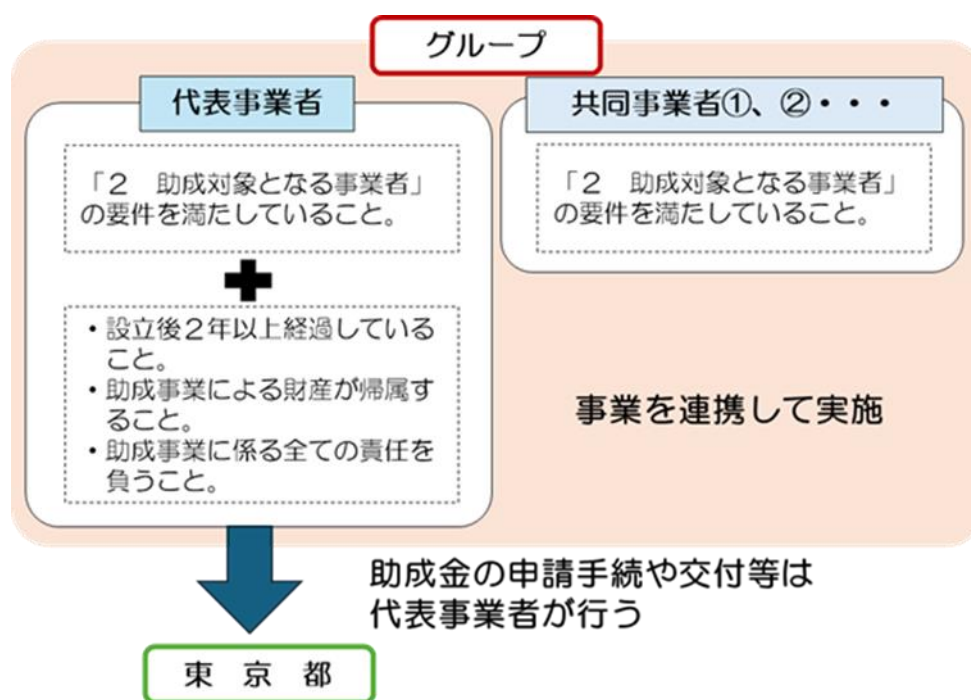 グループ
代表事業者
「２　助成対象となる事業者」
の要件を満たしていること。
・設立後２年以上経過している
こと。
・助成事業による財産が帰属す
ること。
・助成事業に係る全ての責任を
負うこと。
共同事業者①、②・・・
「２　助成対象となる事業者」
の要件を満たしていること。
事業を連携して実施
助成金の申請手続や交付等は
代表事業者が行う
東 京 都